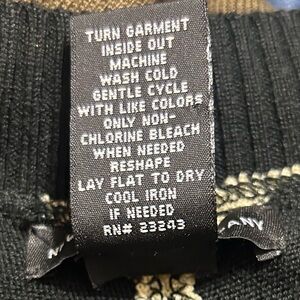 TURN GARMENT
INSIDE OUT
MACHINE
WASH COLD
GENTLE CYCLE
WITH LIKE COLORS
ONLY NON-
CHLORINE BLEACH
WHEN NEEDED
RESHAPE
LAY FLAT TO DRY
COOL IRON
IF NEEDED
RN# 23243